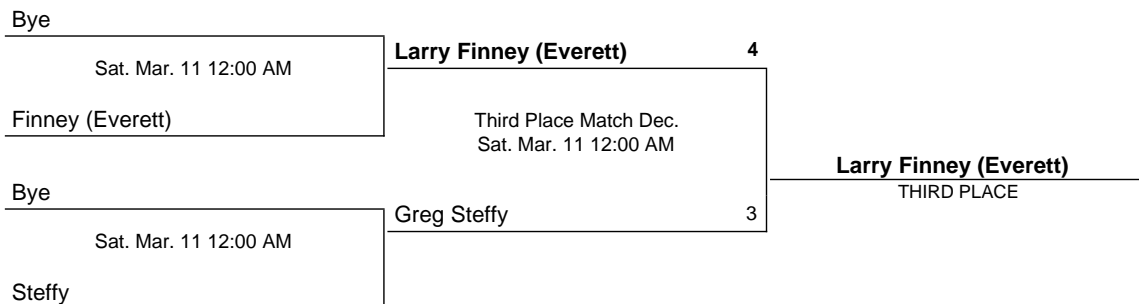 Bye
Sat. Mar. 11 12:00 AM
Finney (Everett)
Larry Finney (Everett) 4
Third Place Match Dec.
Sat. Mar. 11 12:00 AM
Larry Finney (Everett)
THIRD PLACE
Bye
Sat. Mar. 11 12:00 AM
Steffy
Greg Steffy 3